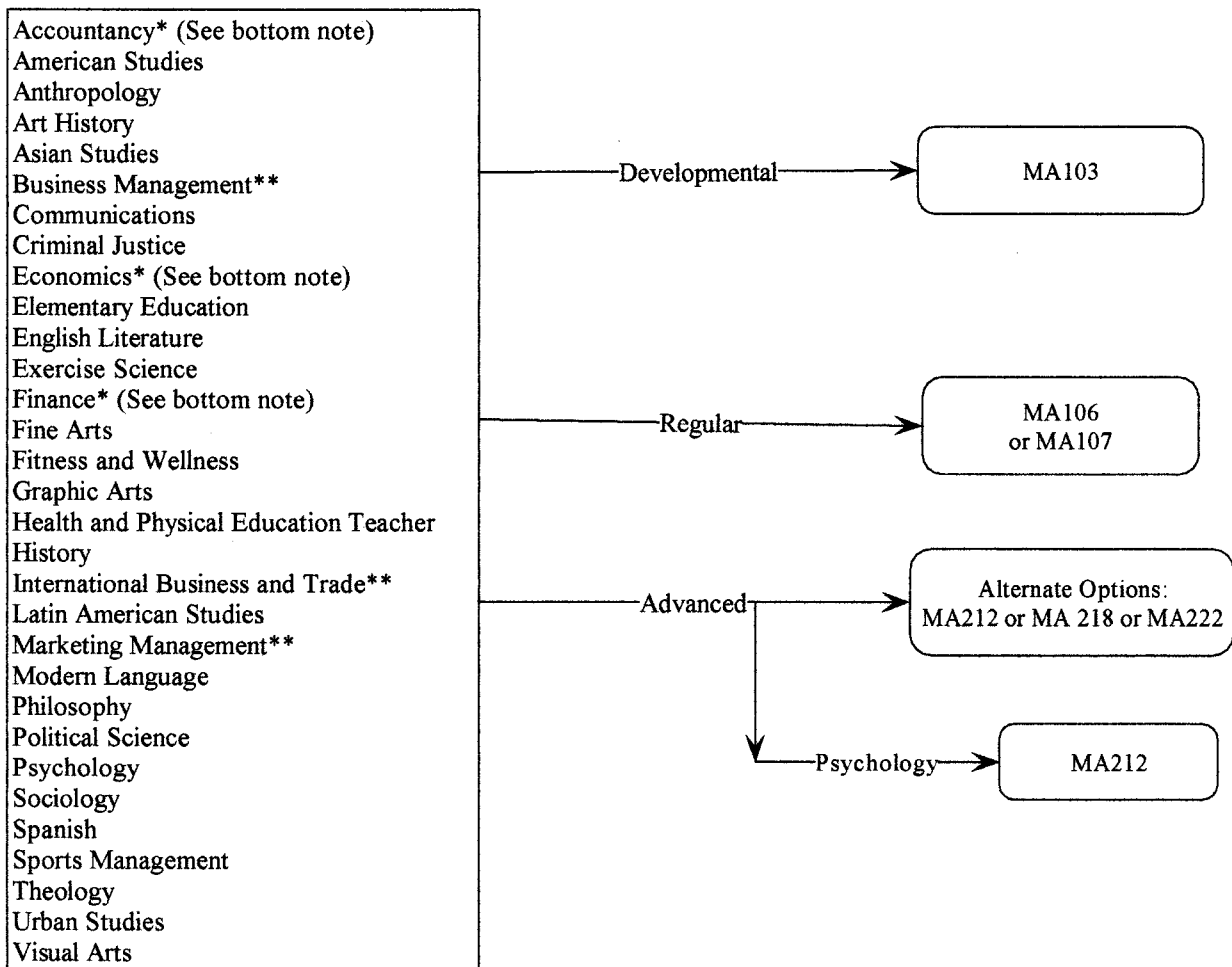 Accountancy* (See bottom note)
American Studies
Anthropology
Art History
Asian Studies
Business Management**
Communications
Criminal Justice
Economics* (See bottom note)
Elementary Education
English Literature
Exercise Science
Finance* (See bottom note)
Fine Arts
Fitness and Wellness
Graphic Arts
Health and Physical Education Teacher
History
International Business and Trade**
Latin American Studies
Marketing Management**
Modern Language
Philosophy
Political Science
Psychology
Sociology
Spanish
Sports Management
Theology
Urban Studies
Visual Arts
Developmental
MA103
Regular
MA106
or MA107
Advanced
Alternate Options:
MA212 or MA 218 or MA222
Psychology
MA212